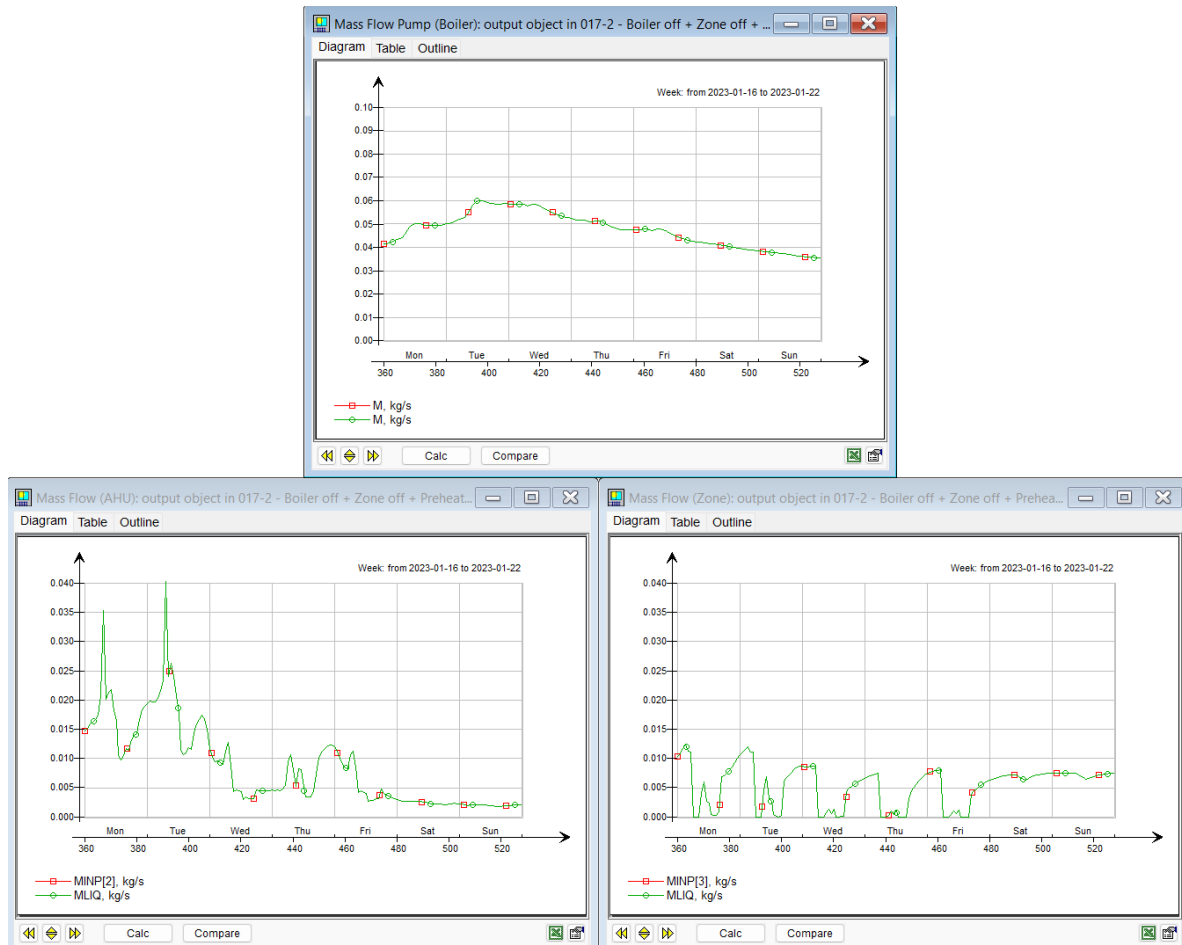 Mass Flow Pump (Boiler): output object in 017-2 - Boiler off + Zone off + ...
Diagram Table Outline
Week: from 2023-01-16 to 2023-01-22
0.10
0.09
0.08
0.07
0.06
0.05
0.04
0.03
0.02
0.01
0.00
Mon Tue Wed Thu Fri Sat Sun
360 380 400 420 440 460 480 500 520
M, kg/s
M, kg/s
Calc Compare
Mass Flow (AHU): output object in 017-2 - Boiler off + Zone off + Preheat...
Diagram Table Outline
Week: from 2023-01-16 to 2023-01-22
0.040
0.035
0.030
0.025
0.020
0.015
0.010
0.005
0.000
Mon Tue Wed Thu Fri Sat Sun
360 380 400 420 440 460 480 500 520
MINP[2], kg/s
MLIQ, kg/s
Calc Compare
Mass Flow (Zone): output object in 017-2 - Boiler off + Zone off + Prehea...
Diagram Table Outline
Week: from 2023-01-16 to 2023-01-22
0.040
0.035
0.030
0.025
0.020
0.015
0.010
0.005
0.000
Mon Tue Wed Thu Fri Sat Sun
360 380 400 420 440 460 480 500 520
MINP[3], kg/s
MLIQ, kg/s
Calc Compare